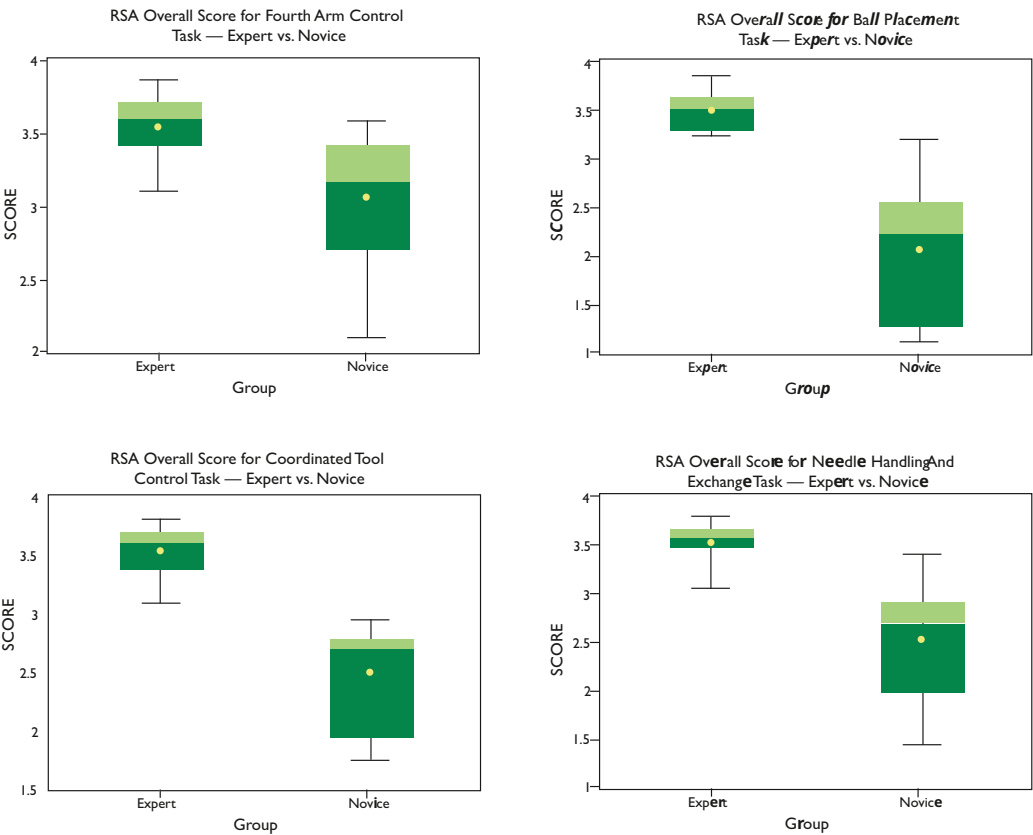 RSA Overall Score for Fourth Arm Control
Task — Expert vs. Novice
4
3.5
3
2.5
2
SCORE
Expert
Novice
Group
RSA Overall Score for Ball Placement
Task — Expert vs. Novice
4
3.5
3
2.5
2
1.5
1
SCORE
Expert
Novice
Group
RSA Overall Score for Coordinated Tool
Control Task — Expert vs. Novice
4
3.5
3
2.5
2
1.5
SCORE
Expert
Novice
Group
RSA Overall Score for Needle HandlingAnd
Exchange Task — Expert vs. Novice
4
3.5
3
2.5
2
1.5
1
SCORE
Expert
Novice
Group